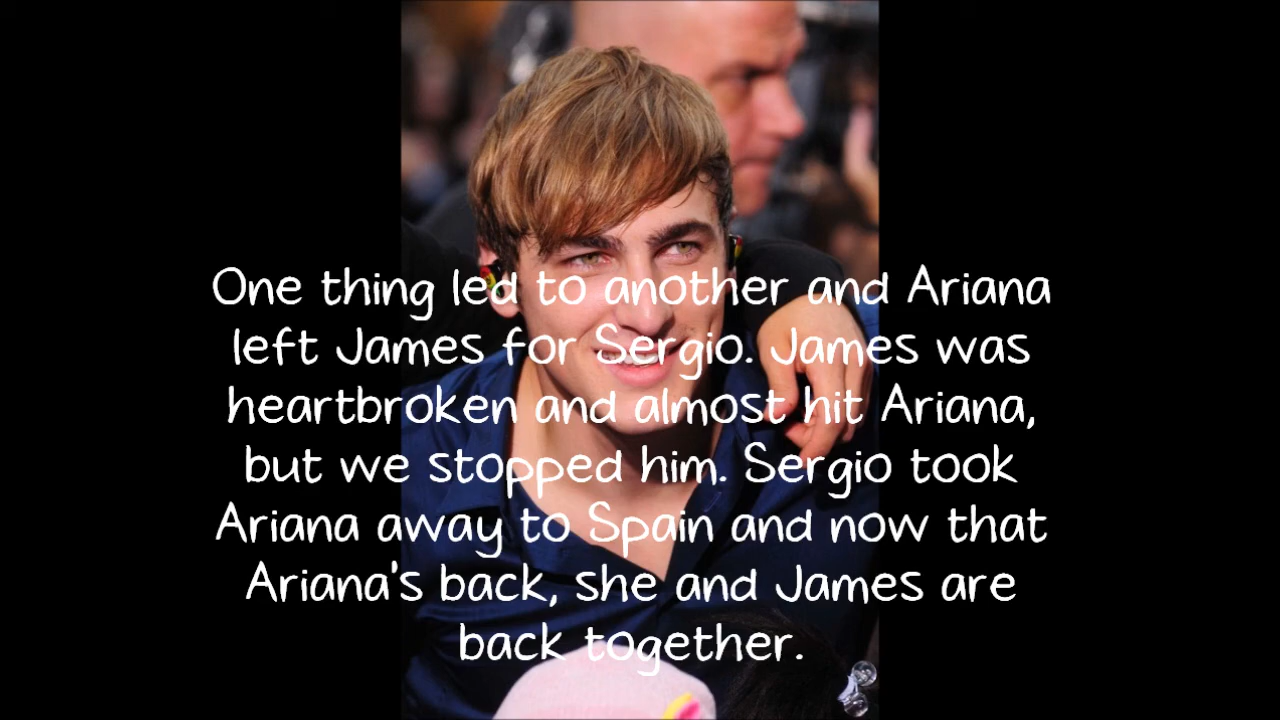 One thing led to another and Ariana
left James for Sergio. James was
heartbroken and almost hit Ariana,
but we stopped him. Sergio took
Ariana away to Spain and now that
Ariana's back, she and James are
back together.